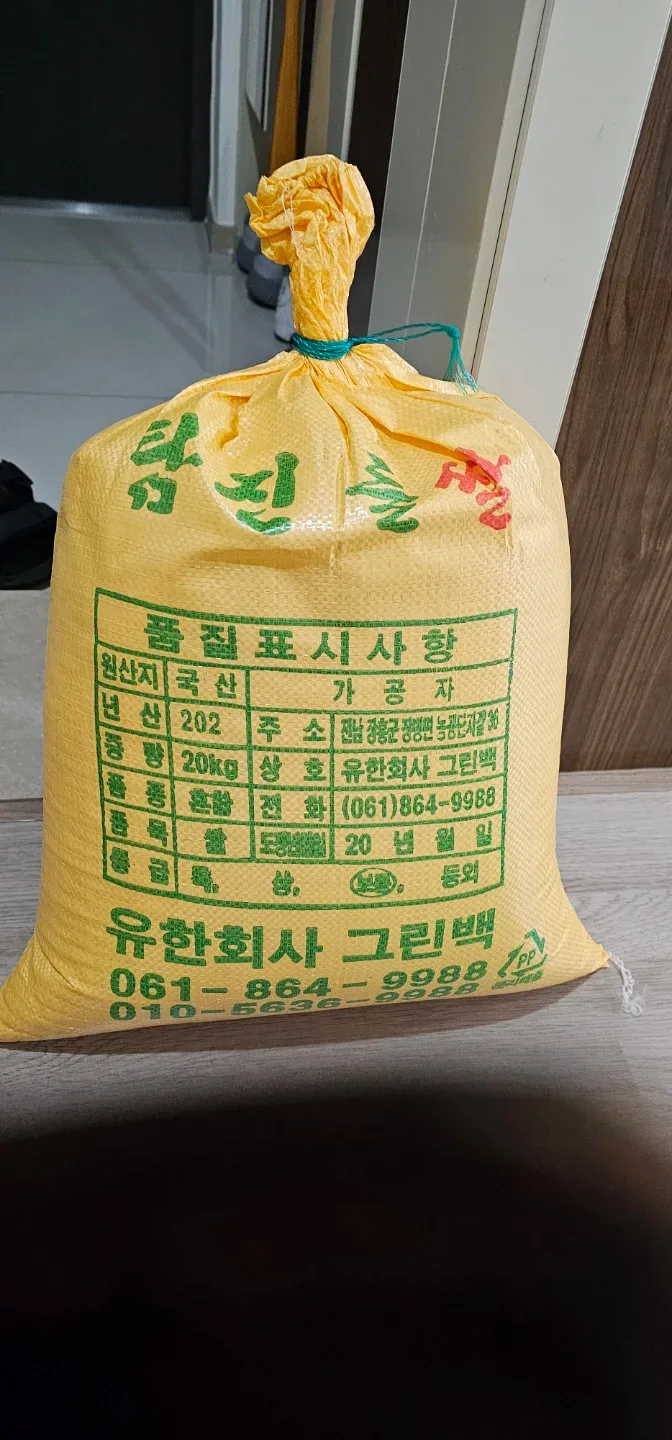 탐진쌀
품질표시사항
원산지 국산 가공자
년산 202 주소 전남 장흥군 장평면 농공단지길 36
중량 20kg 상호 유한회사 그린백
품종 혼합 전화 (061)864-9988
품목 쌀 도정연월일 20 년 월 일
등급 특, 상, 보통, 등외
유한회사 그린백
061-864-9988
010-5636-9988
PP